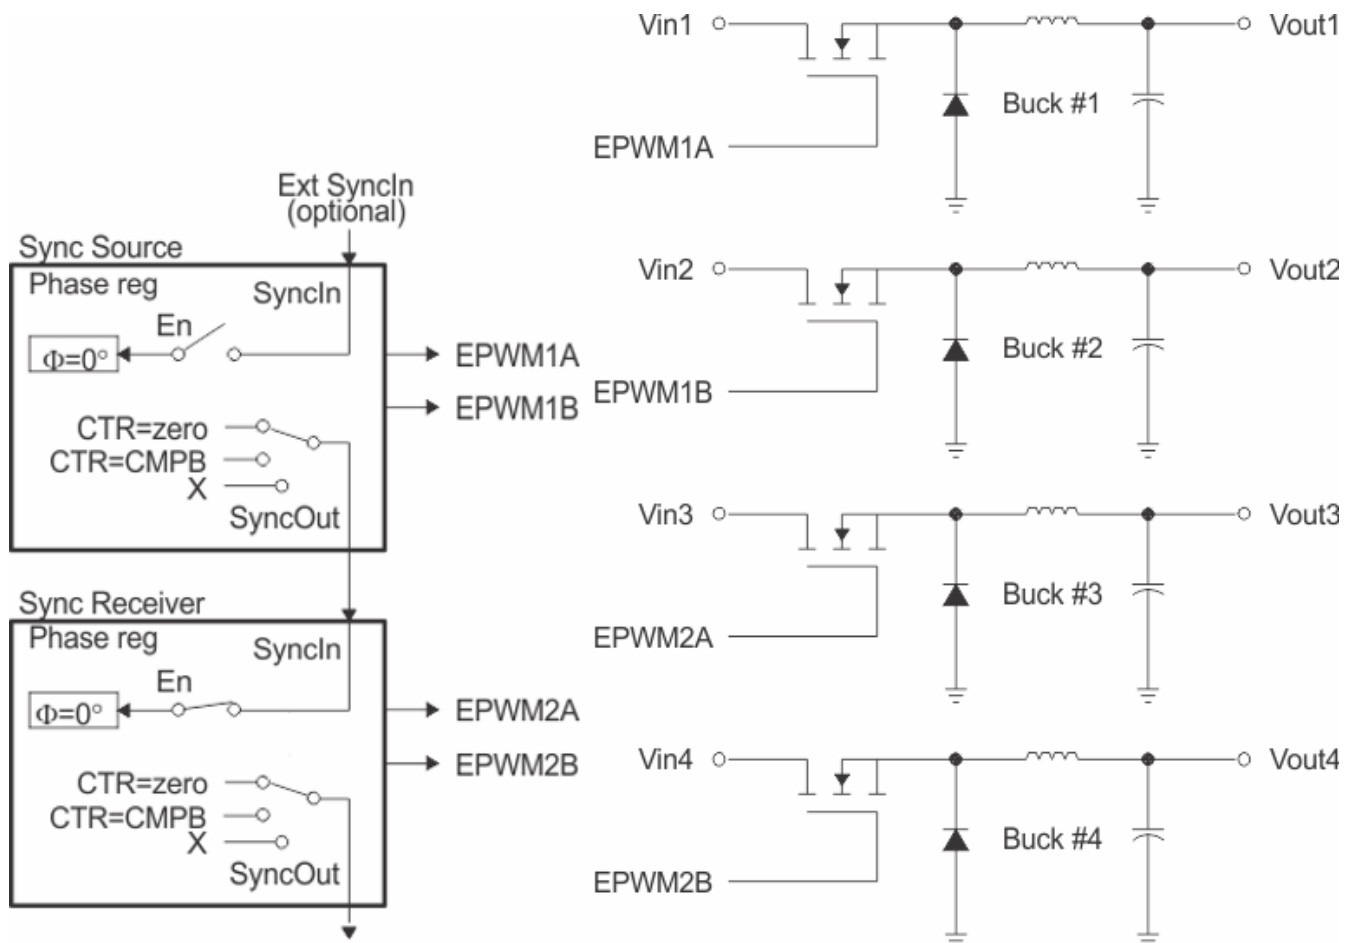 Ext SyncIn
(optional)
Sync Source
Phase reg
SyncIn
En
Φ=0°
EPWM1A
EPWM1B
CTR=zero
CTR=CMPB
X
SyncOut
Sync Receiver
Phase reg
SyncIn
En
Φ=0°
EPWM2A
EPWM2B
CTR=zero
CTR=CMPB
X
SyncOut
Vin1
Vout1
Buck #1
EPWM1A
Vin2
Vout2
Buck #2
EPWM1B
Vin3
Vout3
Buck #3
EPWM2A
Vin4
Vout4
Buck #4
EPWM2B